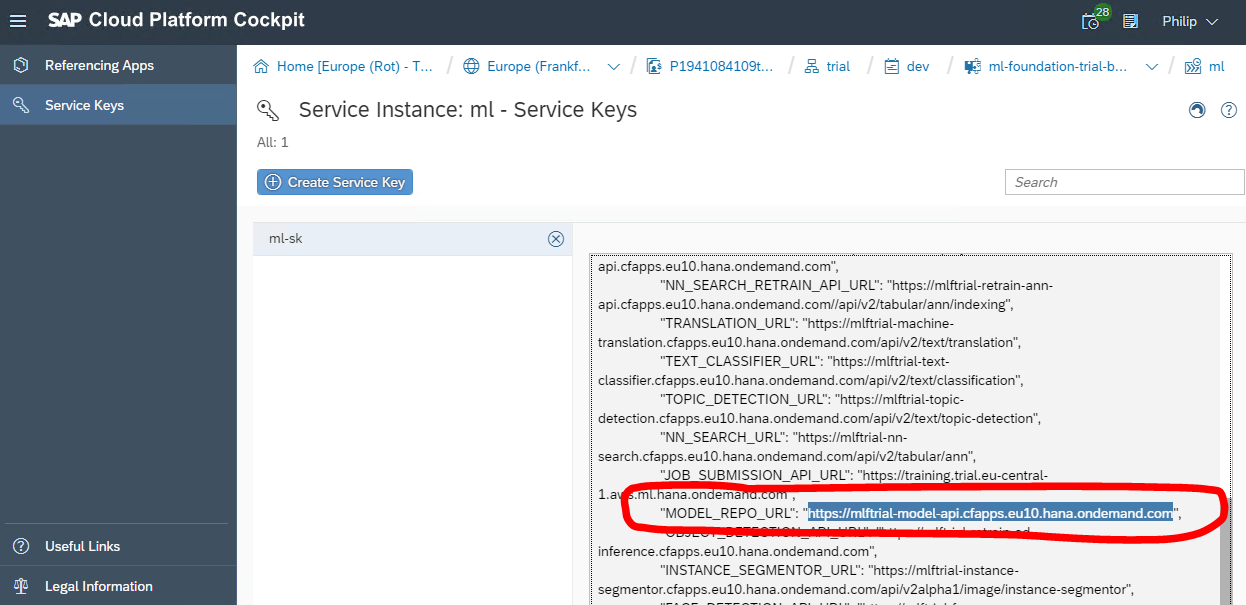 SAP Cloud Platform Cockpit
28
Philip
Referencing Apps
Service Keys
Home [Europe (Rot) - T...
/
Europe (Frankf...
/
P1941084109t...
/
trial
/
dev
/
ml-foundation-trial-b...
/
ml
Service Instance: ml - Service Keys
All: 1
Create Service Key
Search
ml-sk
api.cfapps.eu10.hana.ondemand.com",
"NN_SEARCH_RETRAIN_API_URL": "https://mlftrial-retrain-ann-
api.cfapps.eu10.hana.ondemand.com//api/v2/tabular/ann/indexing",
"TRANSLATION_URL": "https://mlftrial-machine-
translation.cfapps.eu10.hana.ondemand.com/api/v2/text/translation",
"TEXT_CLASSIFIER_URL": "https://mlftrial-text-
classifier.cfapps.eu10.hana.ondemand.com/api/v2/text/classification",
"TOPIC_DETECTION_URL": "https://mlftrial-topic-
detection.cfapps.eu10.hana.ondemand.com/api/v2/text/topic-detection",
"NN_SEARCH_URL": "https://mlftrial-nn-
search.cfapps.eu10.hana.ondemand.com/api/v2/tabular/ann",
"JOB_SUBMISSION_API_URL": "https://training.trial.eu-central-
1.aws.ml.hana.ondemand.com",
"MODEL_REPO_URL": "https://mlftrial-model-api.cfapps.eu10.hana.ondemand.com",
"OBJECT_DETECTION_API_URL": "https://mlftrial-retrain-od-
inference.cfapps.eu10.hana.ondemand.com",
"INSTANCE_SEGMENTOR_URL": "https://mlftrial-instance-
segmentor.cfapps.eu10.hana.ondemand.com/api/v2alpha1/image/instance-segmentor",
Useful Links
Legal Information